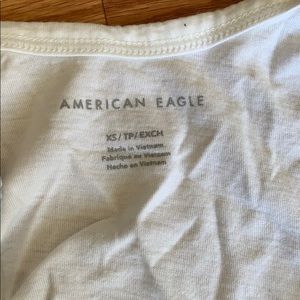 AMERICAN EAGLE
XS / TP / EXCH
Made in Vietnam
Fabriqué au Vietnam
Hecho en Vietnam